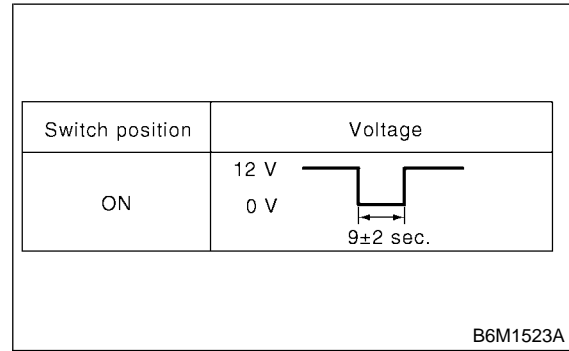 Switch position
Voltage
ON
12 V
0 V
9±2 sec.
B6M1523A